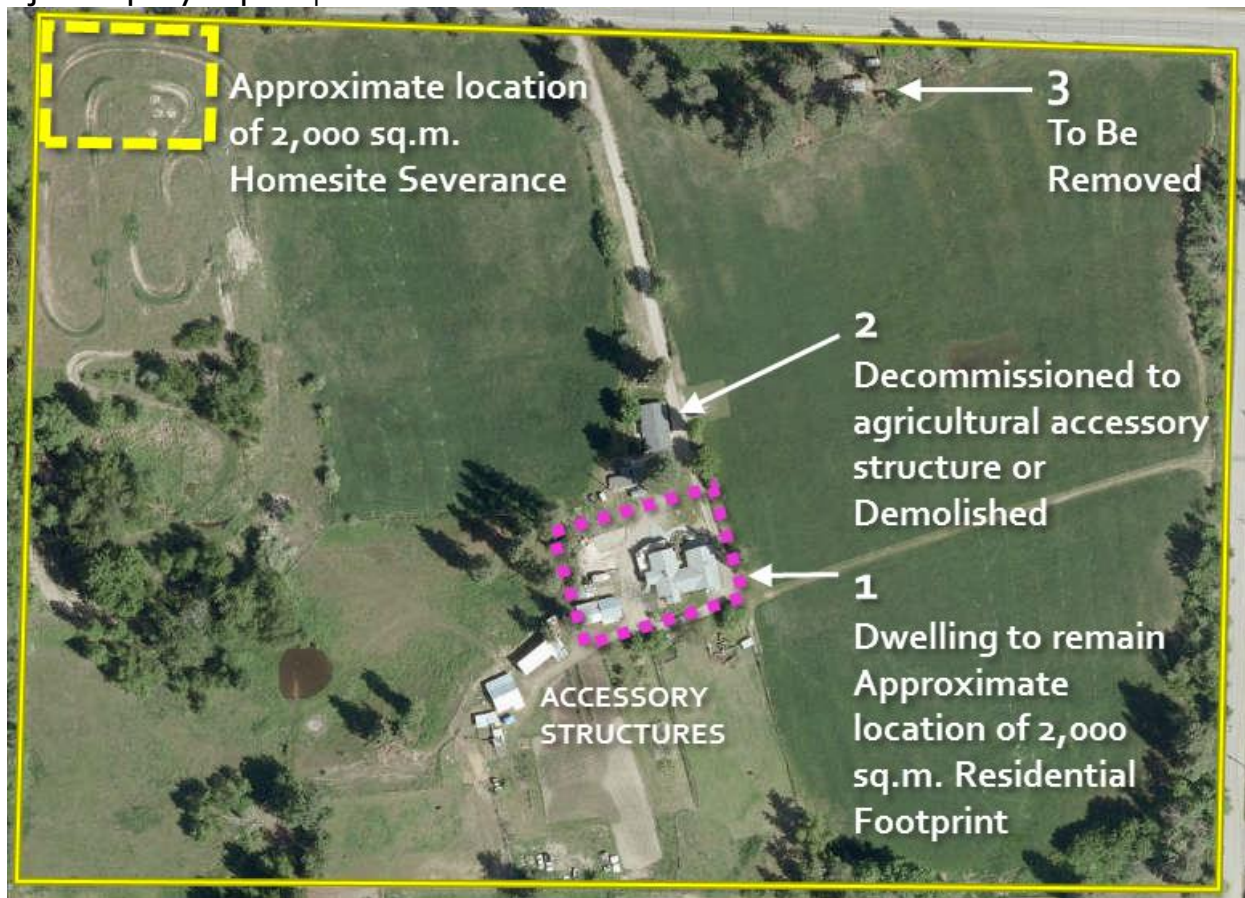 Approximate location
of 2,000 sq.m.
Homesite Severance
3
To Be
Removed
2
Decommissioned to
agricultural accessory
structure or
Demolished
1
Dwelling to remain
Approximate
location of 2,000
sq.m. Residential
Footprint
ACCESSORY
STRUCTURES